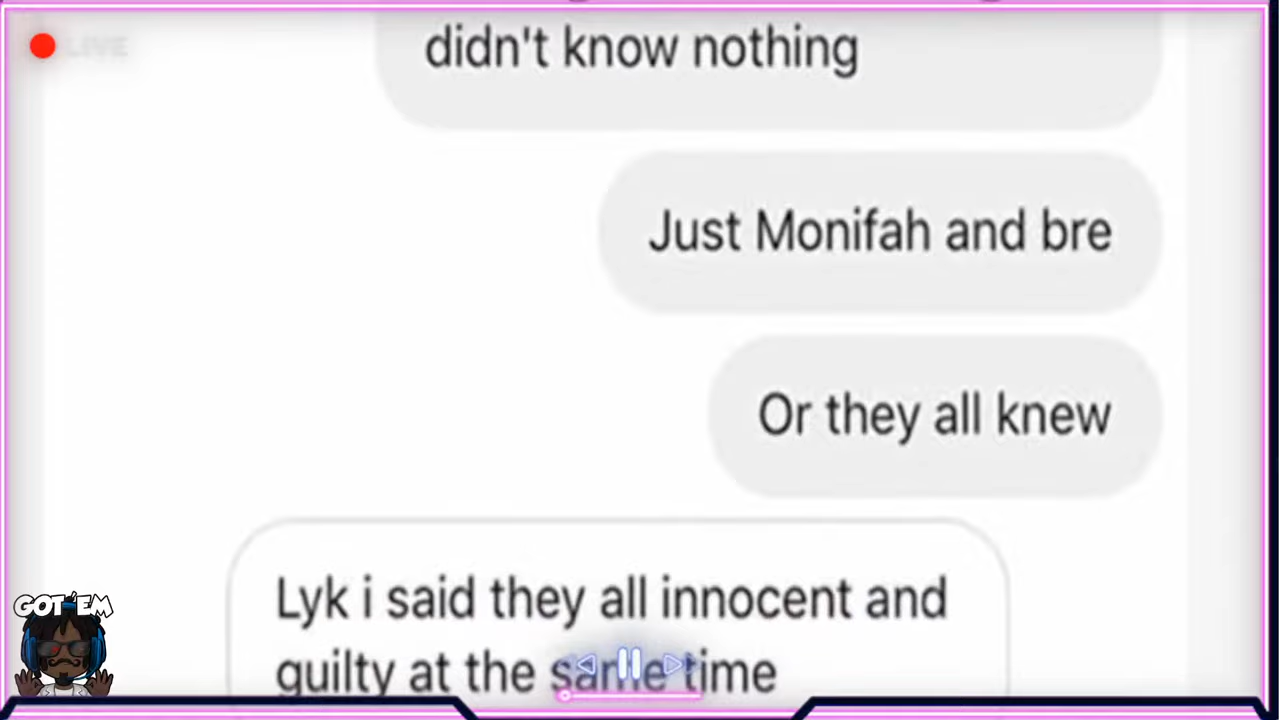 LIVE
didn't know nothing
Just Monifah and bre
Or they all knew
Lyk i said they all innocent and
guilty at the same time
GOT 'EM